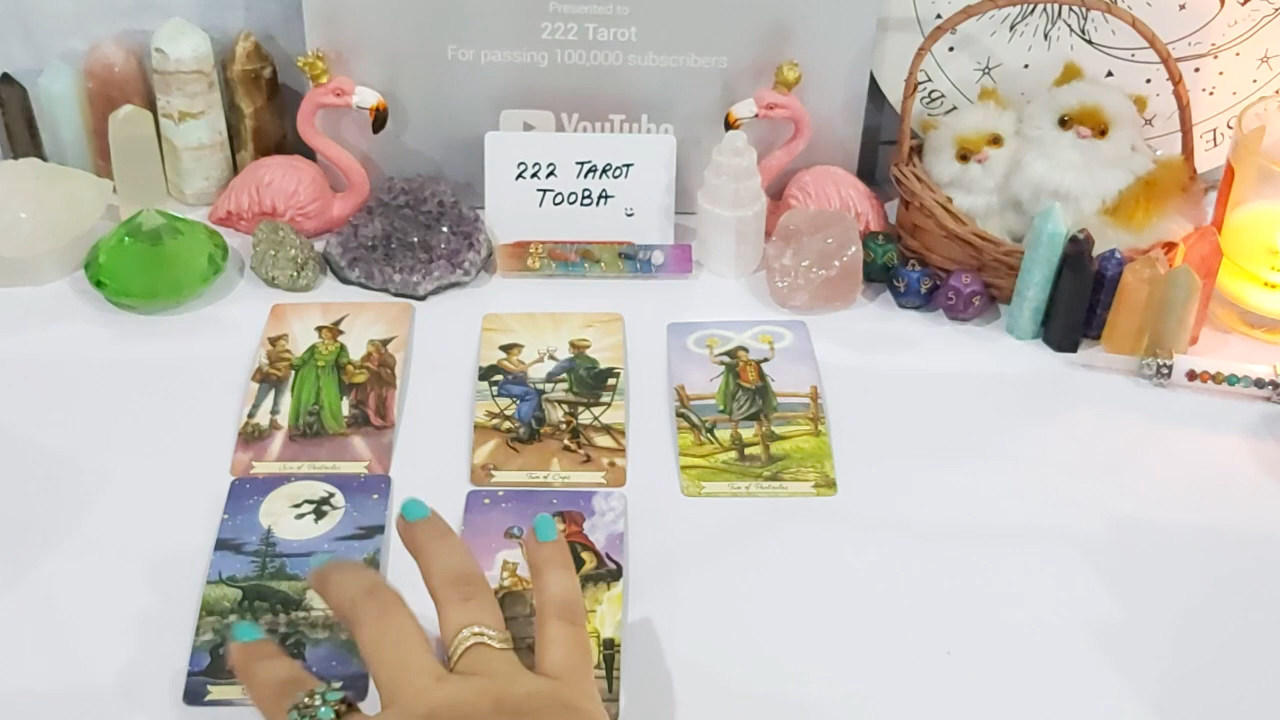 Presented to
222 Tarot
For passing 100,000 subscribers
YouTube
222 TAROT
TOOBA
Six of Pentacles
Two of Cups
Two of Pentacles